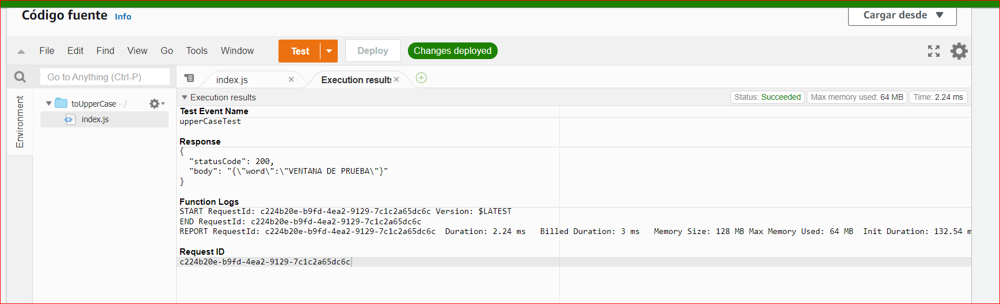 Código fuente Info
Cargar desde
File Edit Find View Go Tools Window Test Deploy Changes deployed
Go to Anything (Ctrl-P)
index.js
Execution results
Environment
toUpperCase - /
index.js
Execution results
Status: Succeeded Max memory used: 64 MB Time: 2.24 ms
Test Event Name
upperCaseTest
Response
{
"statusCode": 200,
"body": "{\"word\":\"VENTANA DE PRUEBA\"}"
}
Function Logs
START RequestId: c224b20e-b9fd-4ea2-9129-7c1c2a65dc6c Version: $LATEST
END RequestId: c224b20e-b9fd-4ea2-9129-7c1c2a65dc6c
REPORT RequestId: c224b20e-b9fd-4ea2-9129-7c1c2a65dc6c Duration: 2.24 ms Billed Duration: 3 ms Memory Size: 128 MB Max Memory Used: 64 MB Init Duration: 132.54 m
Request ID
c224b20e-b9fd-4ea2-9129-7c1c2a65dc6c